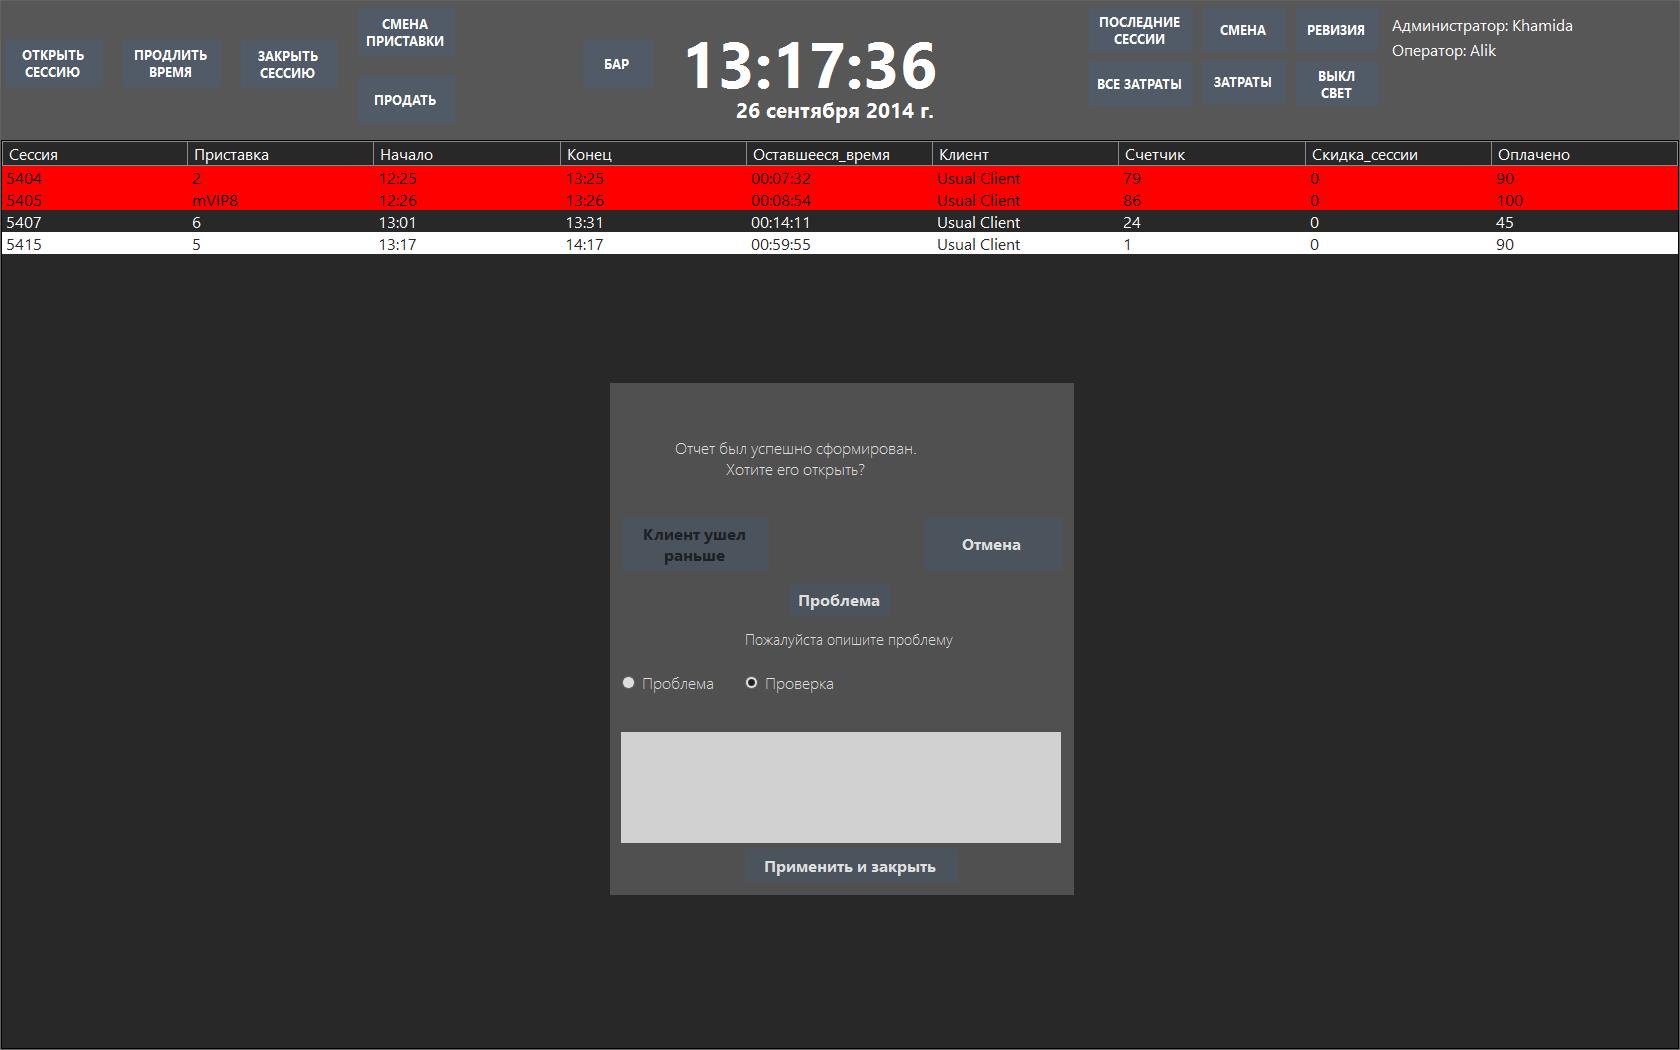 ОТКРЫТЬ
СЕССИЮ
ПРОДЛИТЬ
ВРЕМЯ
ЗАКРЫТЬ
СЕССИЮ
СМЕНА
ПРИСТАВКИ
ПРОДАТЬ
БАР
13:17:36
26 сентября 2014 г.
ПОСЛЕДНИЕ
СЕССИИ
СМЕНА
РЕВИЗИЯ
ВСЕ ЗАТРАТЫ
ЗАТРАТЫ
ВЫКЛ
СВЕТ
Администратор: Khamida
Оператор: Alik
Сессия Приставка Начало Конец Оставшееся_время Клиент Счетчик Скидка_сессии Оплачено
5404 2 12:25 13:25 00:07:32 Usual Client 79 0 90
5405 mVIP8 12:26 13:26 00:08:54 Usual Client 86 0 100
5407 6 13:01 13:31 00:14:11 Usual Client 24 0 45
5415 5 13:17 14:17 00:59:55 Usual Client 1 0 90
Отчет был успешно сформирован.
Хотите его открыть?
Клиент ушел
раньше
Отмена
Проблема
Пожалуйста опишите проблему
Проблема Проверка
Применить и закрыть